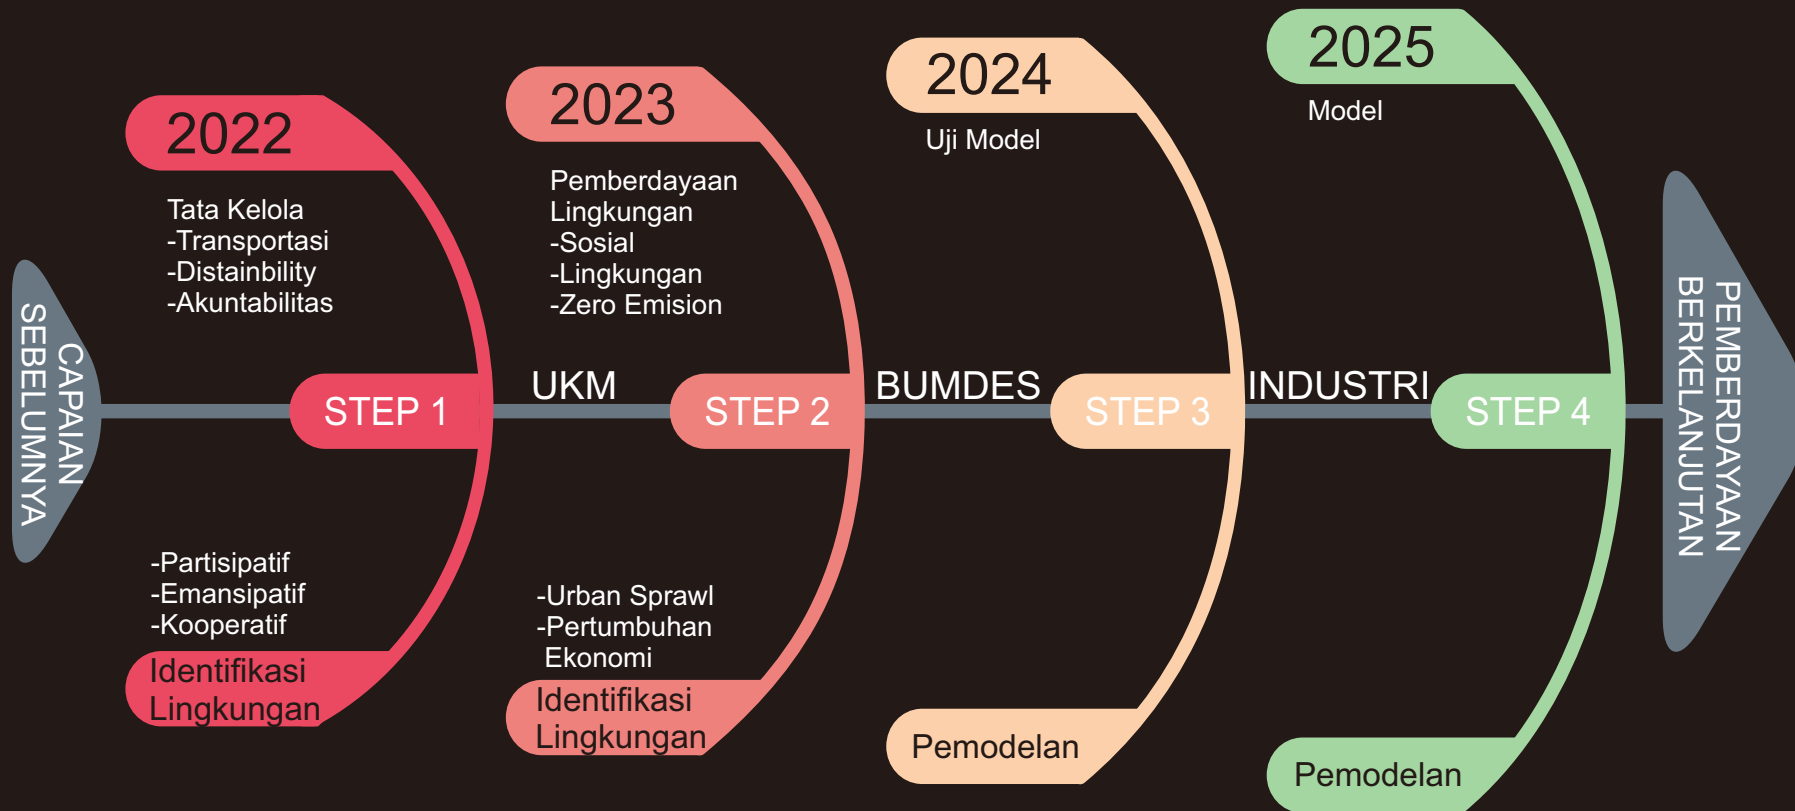 CAPAIAN
SEBELUMNYA
2022
Tata Kelola
-Transportasi
-Distainbility
-Akuntabilitas
STEP 1
-Partisipatif
-Emansipatif
-Kooperatif
Identifikasi
Lingkungan
UKM
2023
Pemberdayaan
Lingkungan
-Sosial
-Lingkungan
-Zero Emision
STEP 2
-Urban Sprawl
-Pertumbuhan
Ekonomi
Identifikasi
Lingkungan
BUMDES
2024
Uji Model
STEP 3
Pemodelan
INDUSTRI
2025
Model
STEP 4
Pemodelan
PEMBERDAYAAN
BERKELANJUTAN